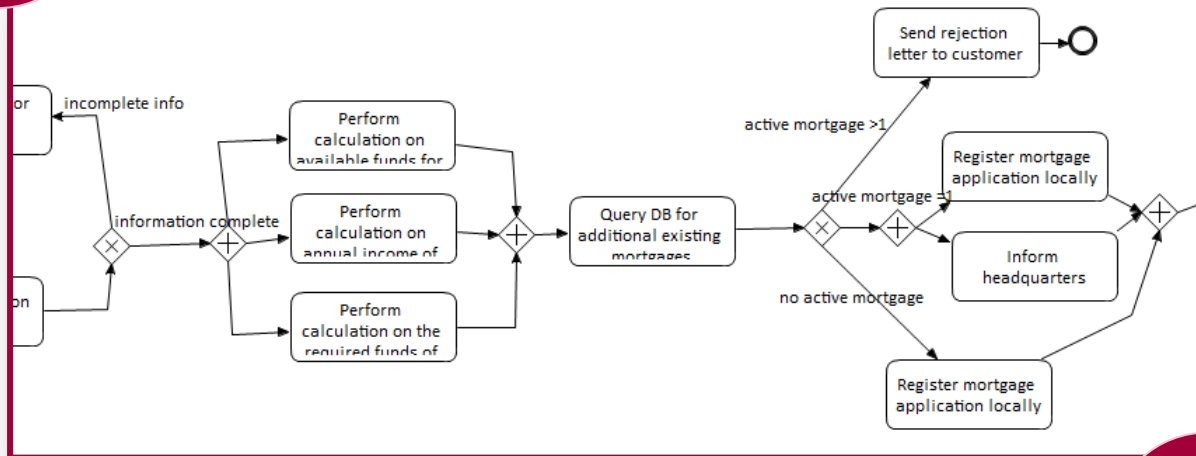 or
incomplete info
on
information complete
Perform
calculation on
available funds for
Perform
calculation on
annual income of
Perform
calculation on the
required funds of
Query DB for
additional existing
mortgages
active mortgage >1
Send rejection
letter to customer
active mortgage =1
Register mortgage
application locally
Inform
headquarters
no active mortgage
Register mortgage
application locally